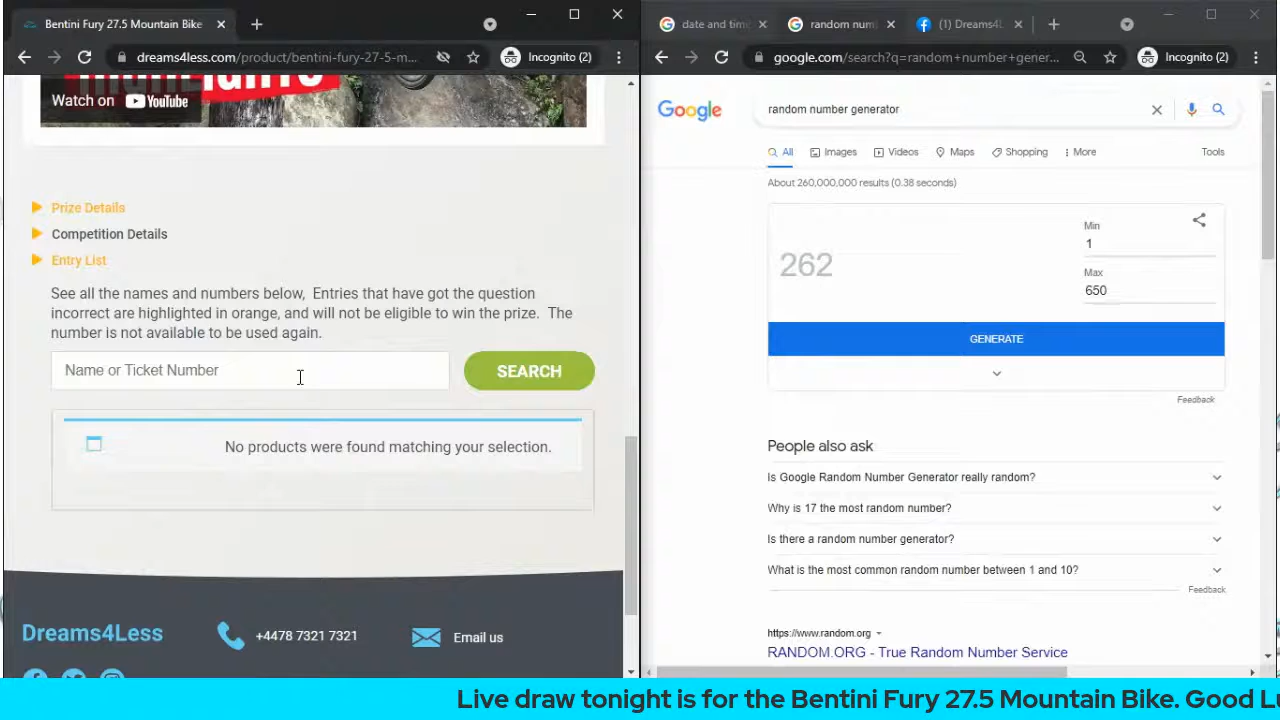 Bentini Fury 27.5 Mountain Bike
dreams4less.com/product/bentini-fury-27-5-m...
Incognito (2)
Watch on YouTube
Prize Details
Competition Details
Entry List
See all the names and numbers below, Entries that have got the question
incorrect are highlighted in orange, and will not be eligible to win the prize. The
number is not available to be used again.
Name or Ticket Number
SEARCH
No products were found matching your selection.
Dreams4Less
+4478 7321 7321
Email us
date and tim
random num
(1) Dreams4L
google.com/search?q=random+number+gener...
Incognito (2)
Google
random number generator
All Images Videos Maps Shopping More Tools
About 260,000,000 results (0.38 seconds)
262
Min
1
Max
650
GENERATE
Feedback
People also ask
Is Google Random Number Generator really random?
Why is 17 the most random number?
Is there a random number generator?
What is the most common random number between 1 and 10?
Feedback
https://www.random.org
RANDOM.ORG - True Random Number Service
Live draw tonight is for the Bentini Fury 27.5 Mountain Bike. Good L